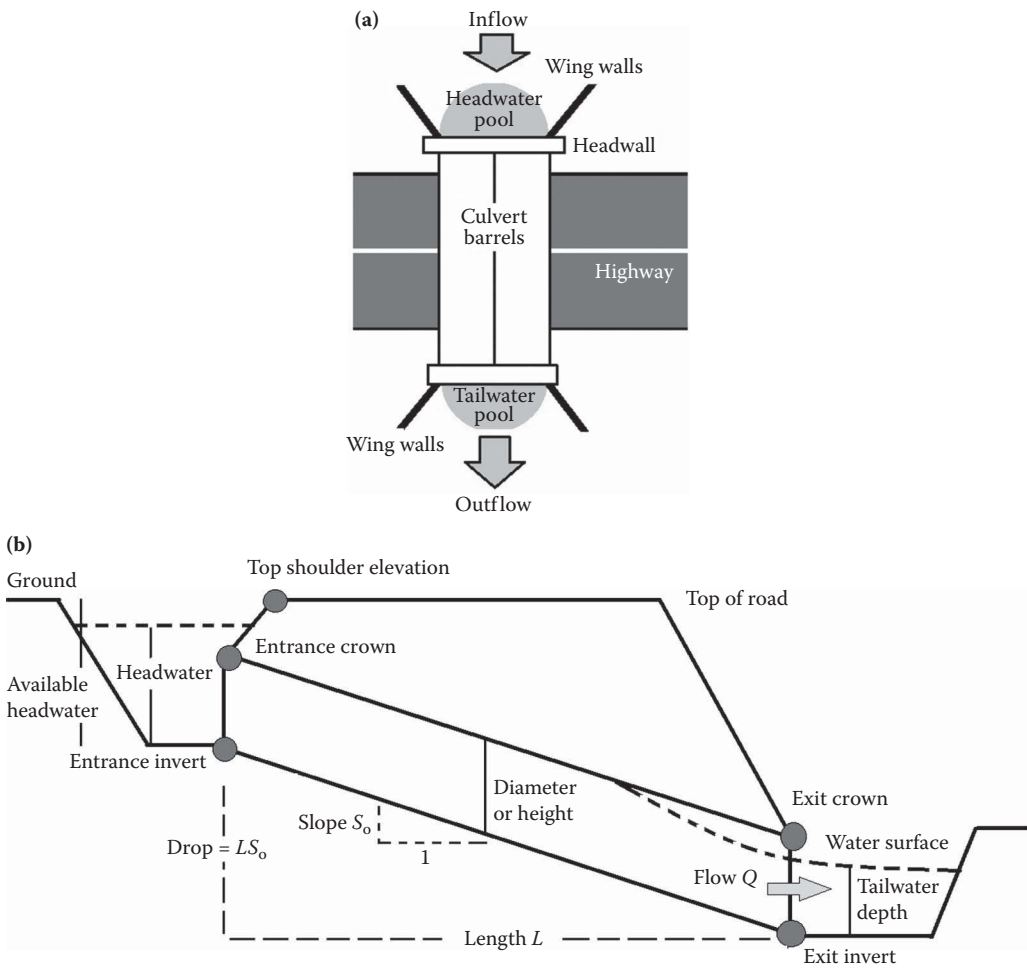 (a)
Inflow
Wing walls
Headwater
pool
Headwall
Culvert
barrels
Highway
Tailwater
pool
Wing walls
Outflow
(b)
Top shoulder elevation
Ground
Top of road
Entrance crown
Headwater
Available
headwater
Entrance invert
Diameter
or height
Exit crown
Slope So
1
Water surface
Drop = LSo
Flow Q
Tailwater
depth
Length L
Exit invert